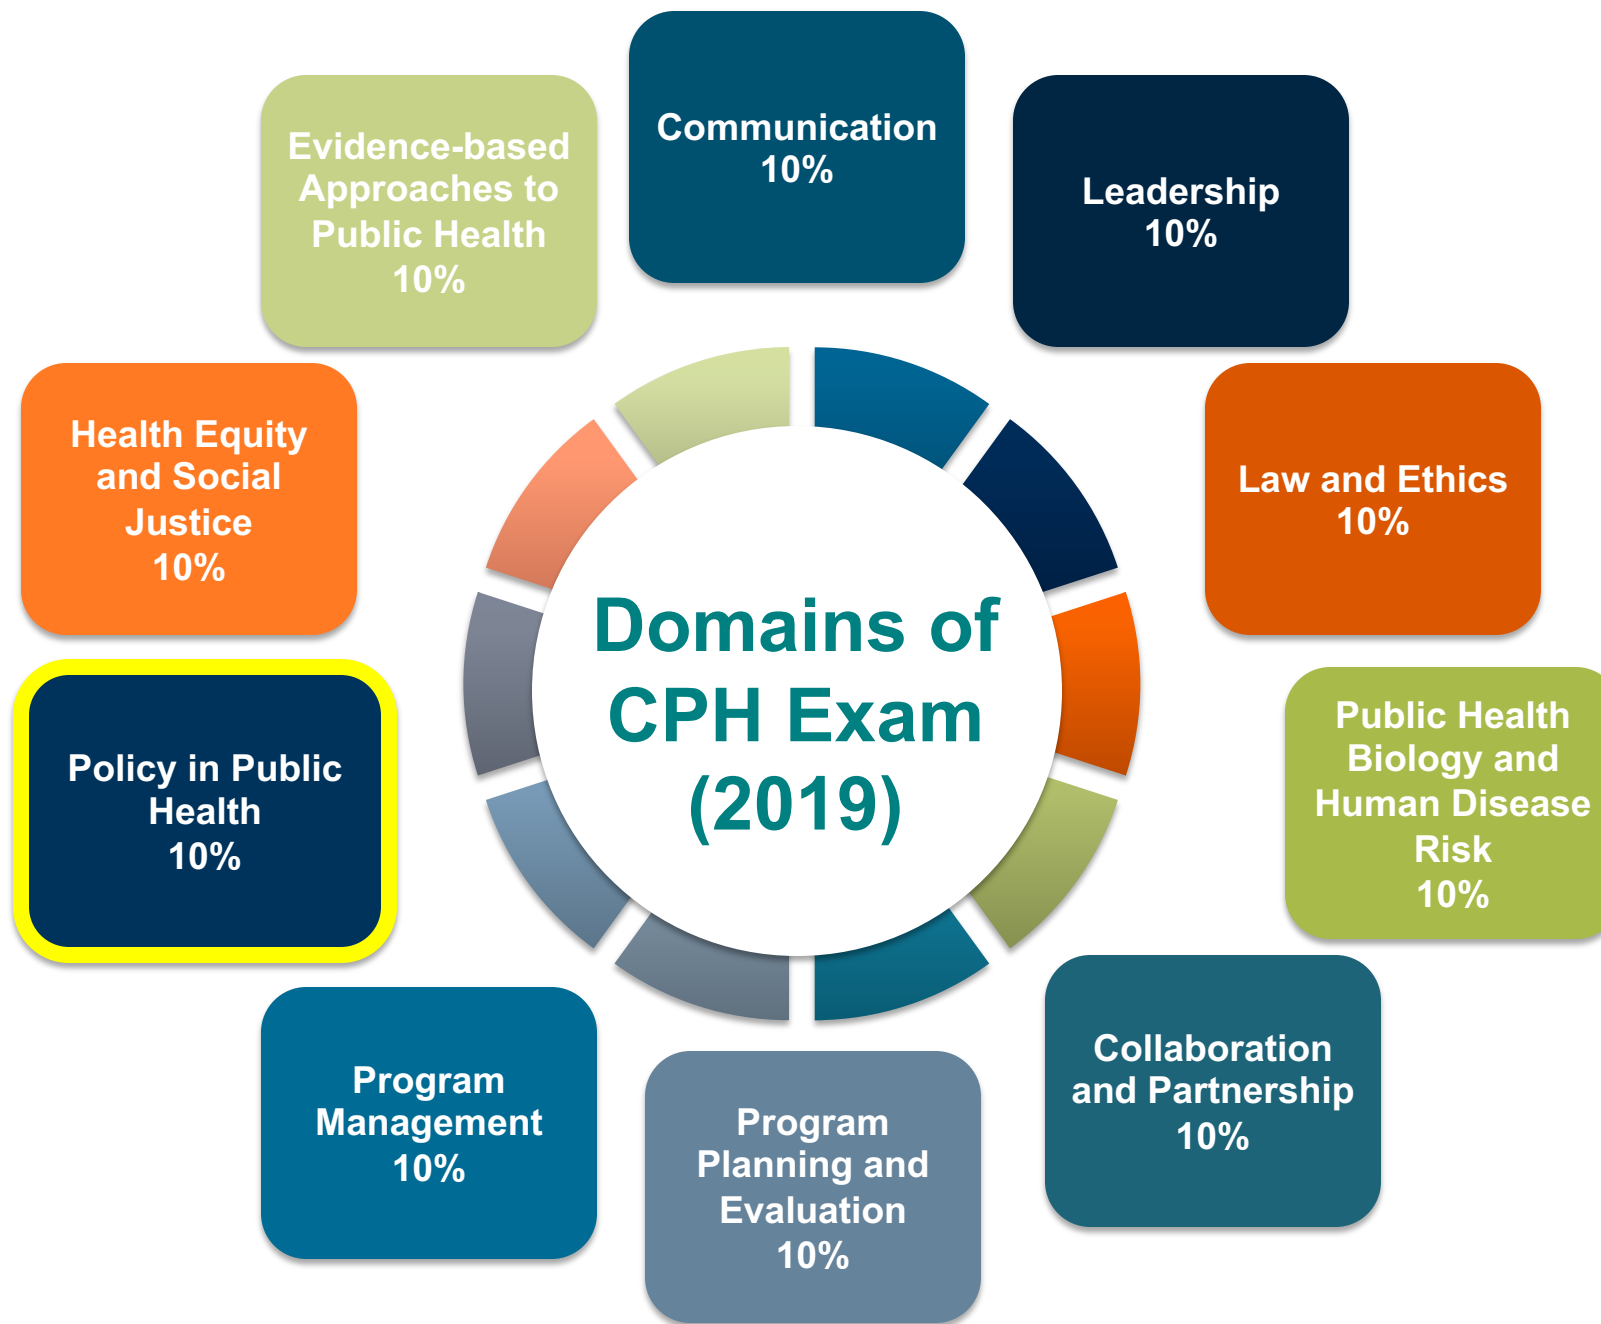 Communication
10%
Leadership
10%
Law and Ethics
10%
Public Health
Biology and
Human Disease
Risk
10%
Collaboration
and Partnership
10%
Program
Planning and
Evaluation
10%
Program
Management
10%
Policy in Public
Health
10%
Health Equity
and Social
Justice
10%
Evidence-based
Approaches to
Public Health
10%
Domains of
CPH Exam
(2019)